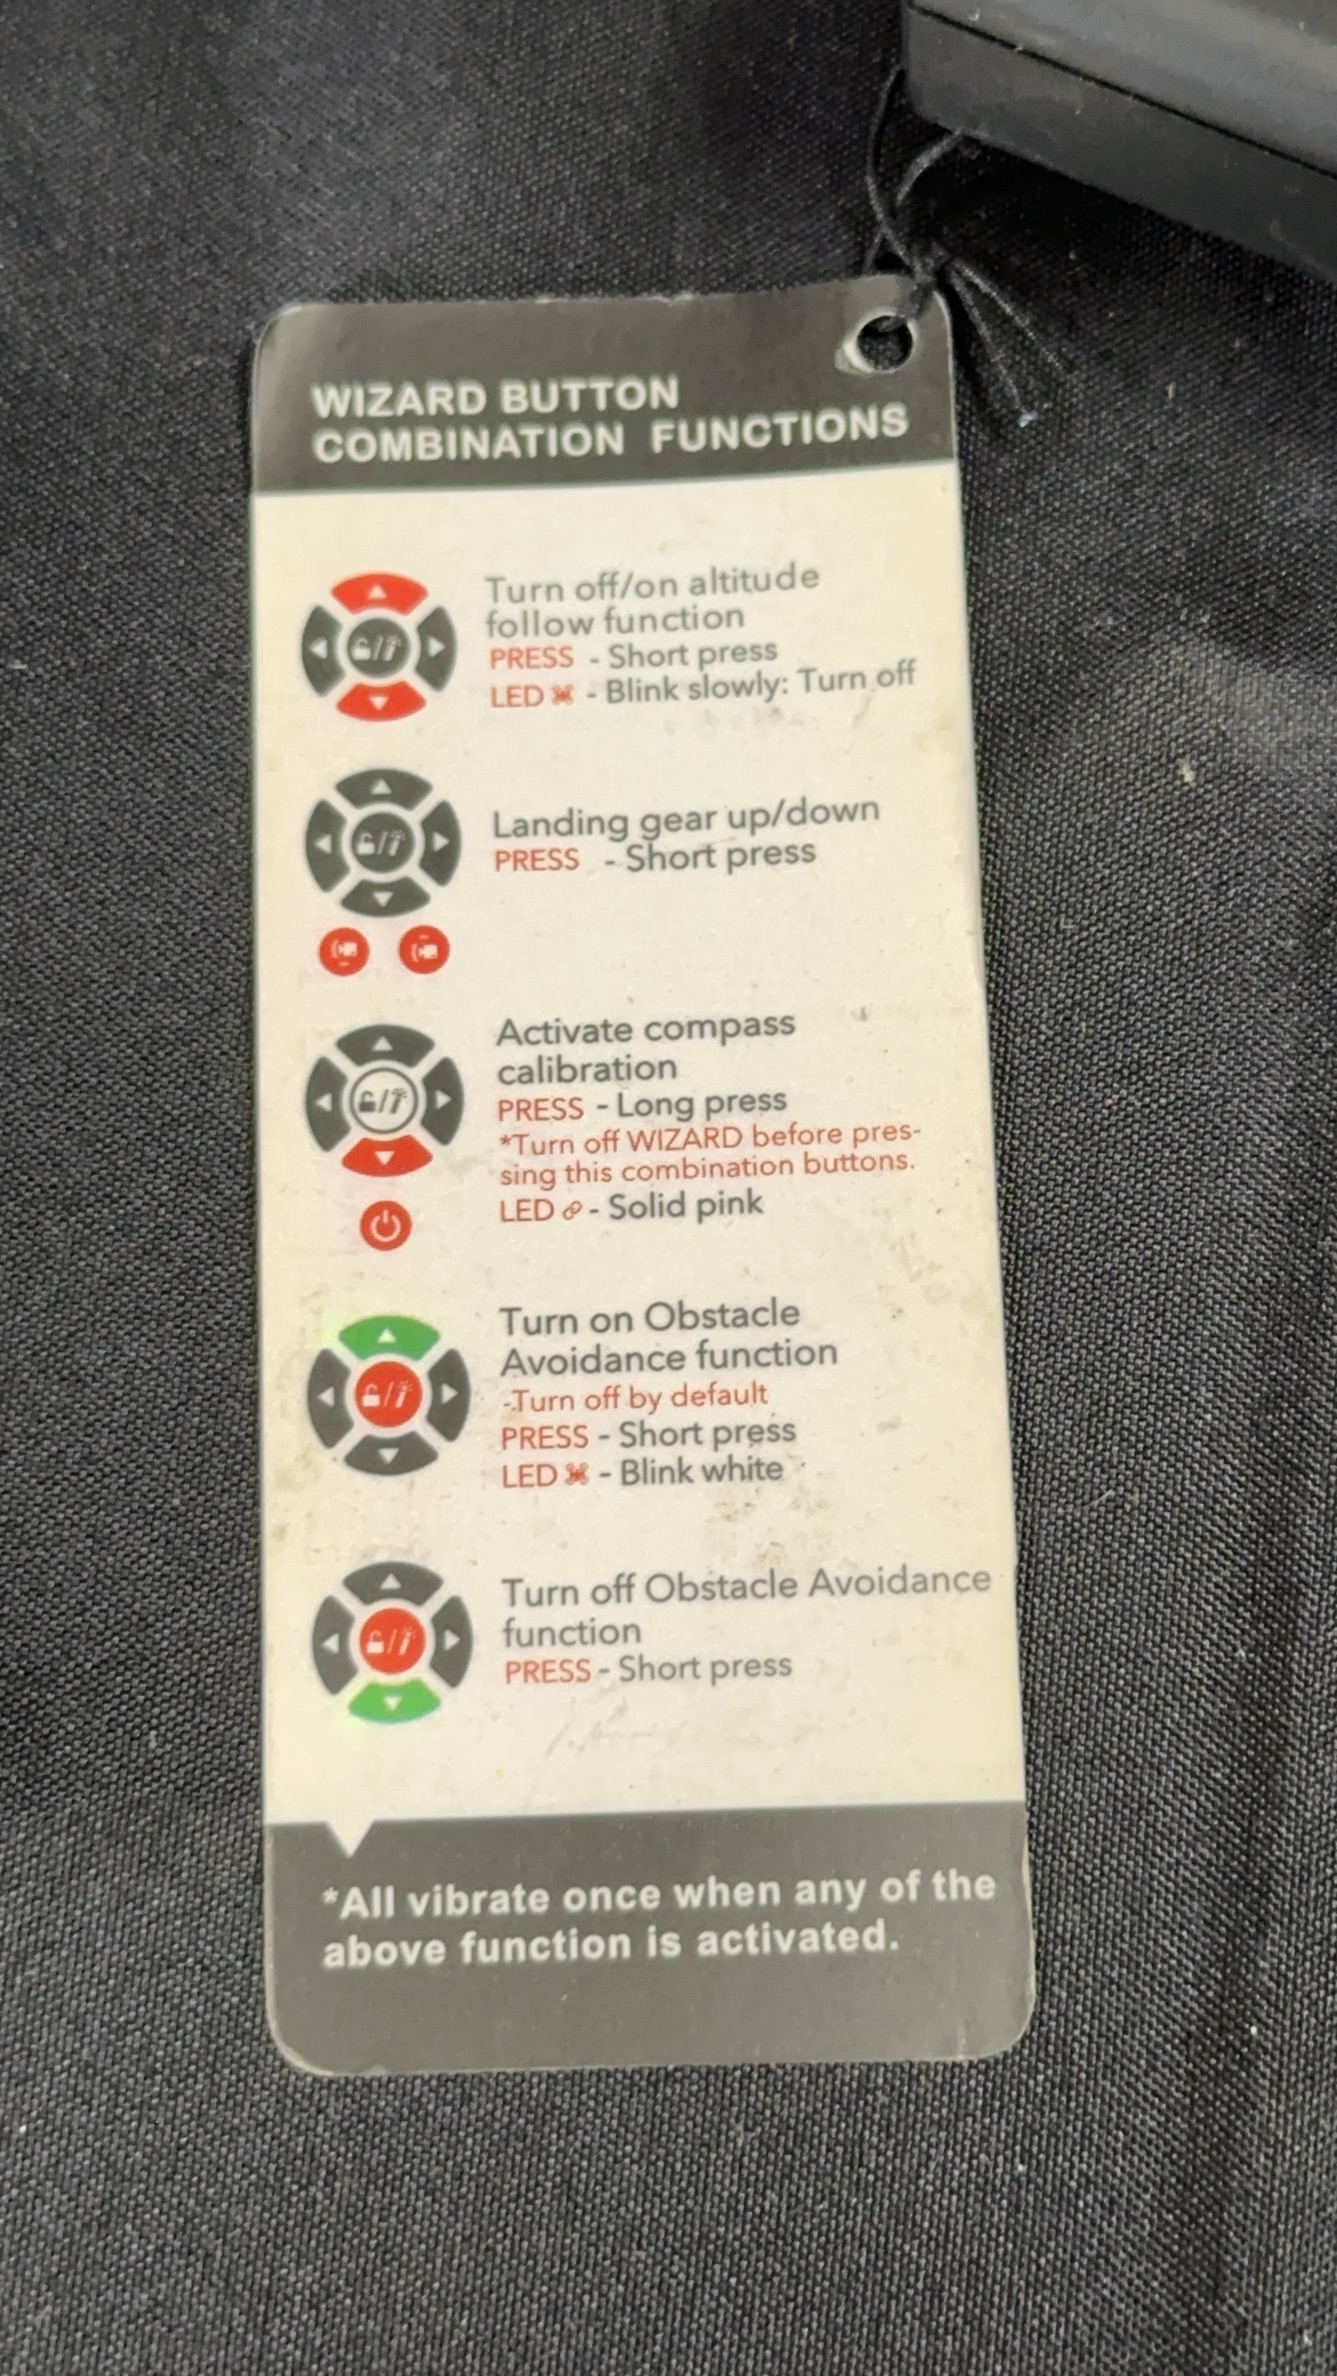 WIZARD BUTTON
COMBINATION FUNCTIONS
Turn off/on altitude
follow function
PRESS - Short press
LED - Blink slowly: Turn off
Landing gear up/down
PRESS - Short press
Activate compass
calibration
PRESS - Long press
*Turn off WIZARD before pres-
sing this combination buttons.
LED - Solid pink
Turn on Obstacle
Avoidance function
-Turn off by default
PRESS - Short press
LED - Blink white
Turn off Obstacle Avoidance
function
PRESS - Short press
*All vibrate once when any of the
above function is activated.